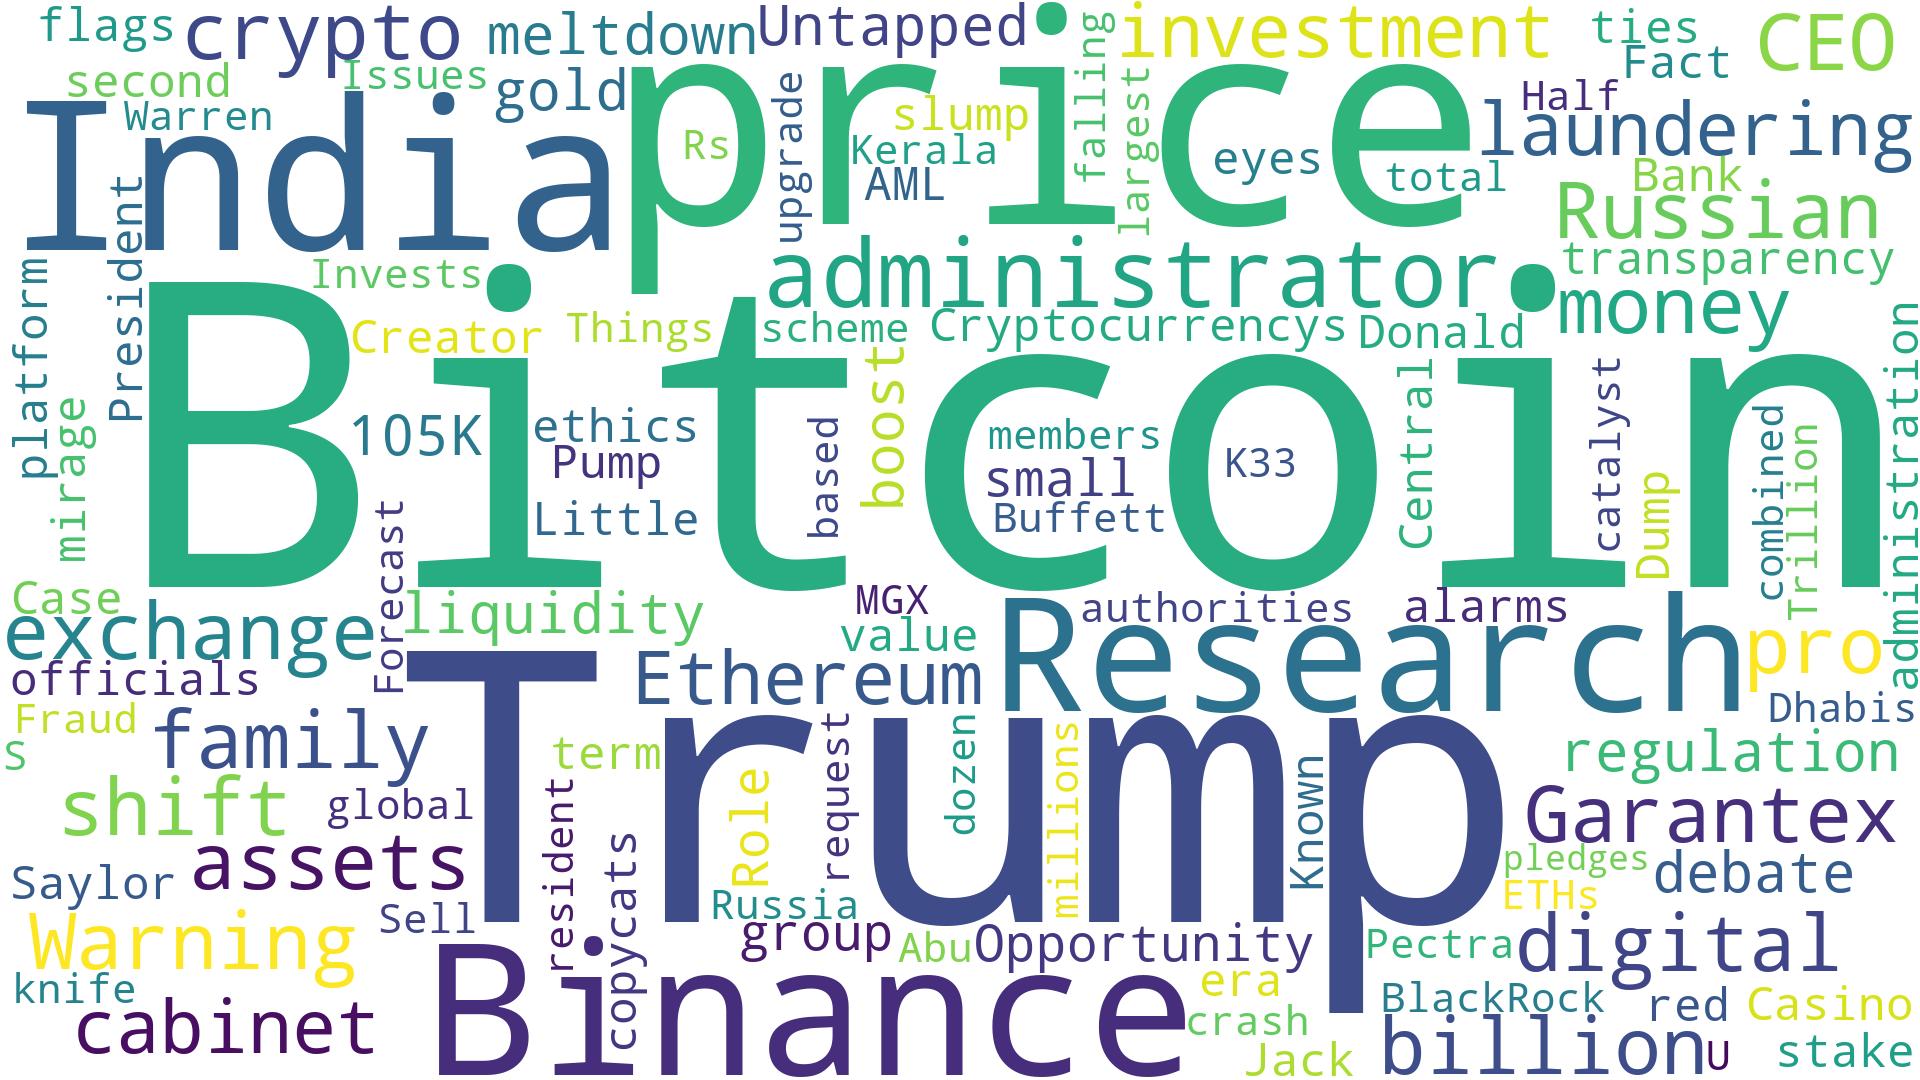 flags
crypto
meltdown
Untapped
investment
ties
CEO
second
Issues
gold
price
falling
Fact
India
Warren
Rs
upgrade
slump
largest
Half
laundering
Kerala
AML
eyes
total
Bank
Russian
President
platform
Invests
administrator
transparency
money
Bitcoin
Creator
Things
scheme
Cryptocurrencys
Donald
administration
mirage
105K
ethics
Pump
Little
based
boost
members
small
Buffett
K33
Central
catalyst
Dump
combined
Trillion
Case
exchange
Forecast
liquidity
MGX
value
authorities
alarms
Research
pro
officials
Ethereum
Dhabis
Fraud
S
family
Trump
term
Role
request
dozen
millions
Known
regulation
shift
global
resident
copycats
Garantex
assets
pledges
debate
Saylor
Sell
Russia
ETHs
Warning
group
Abu
Opportunity
Pectra
digital
knife
Binance
era
BlackRock
red
Casino
cabinet
crash
Jack
billion
U
stake